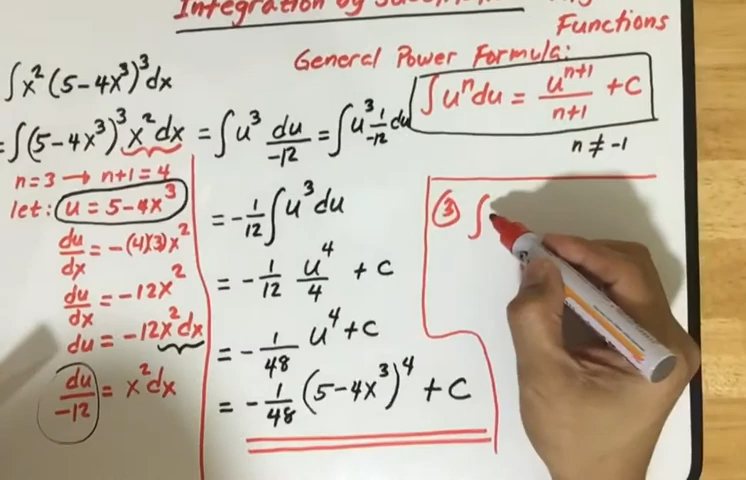 Integration by
Functions
General Power Formula:
∫uⁿdu = uⁿ⁺¹/n+1 + C
n ≠ -1
∫x²(5-4x³)³dx
= ∫(5-4x³)³x²dx = ∫u³ du/-12 = ∫u³ 1/-12 du
n=3 → n+1=4
let: u = 5-4x³
du/dx = -(4)(3)x²
du/dx = -12x²
du = -12x²dx
du/-12 = x²dx
= -1/12 ∫u³du
= -1/12 u⁴/4 + C
= -1/48 u⁴+C
= -1/48 (5-4x³)⁴ + C
③ ∫